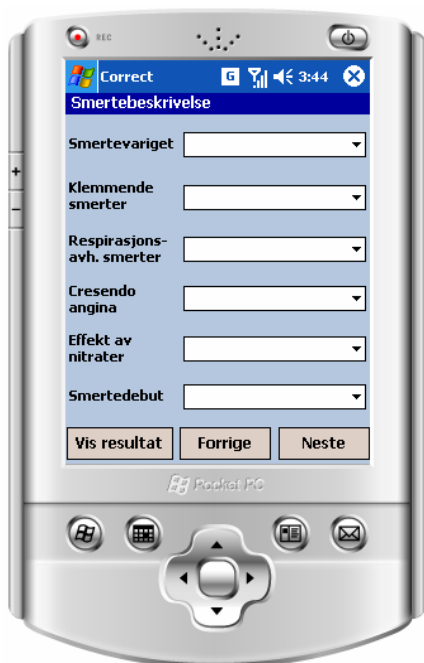 REC
Correct G 3:44
Smertebeskrivelse
Smertevariget
Klemmende
smerter
Respirasjons-
avh. smerter
Cresendo
angina
Effekt av
nitrater
Smertedebut
Vis resultat Forrige Neste
Pocket PC
+
−